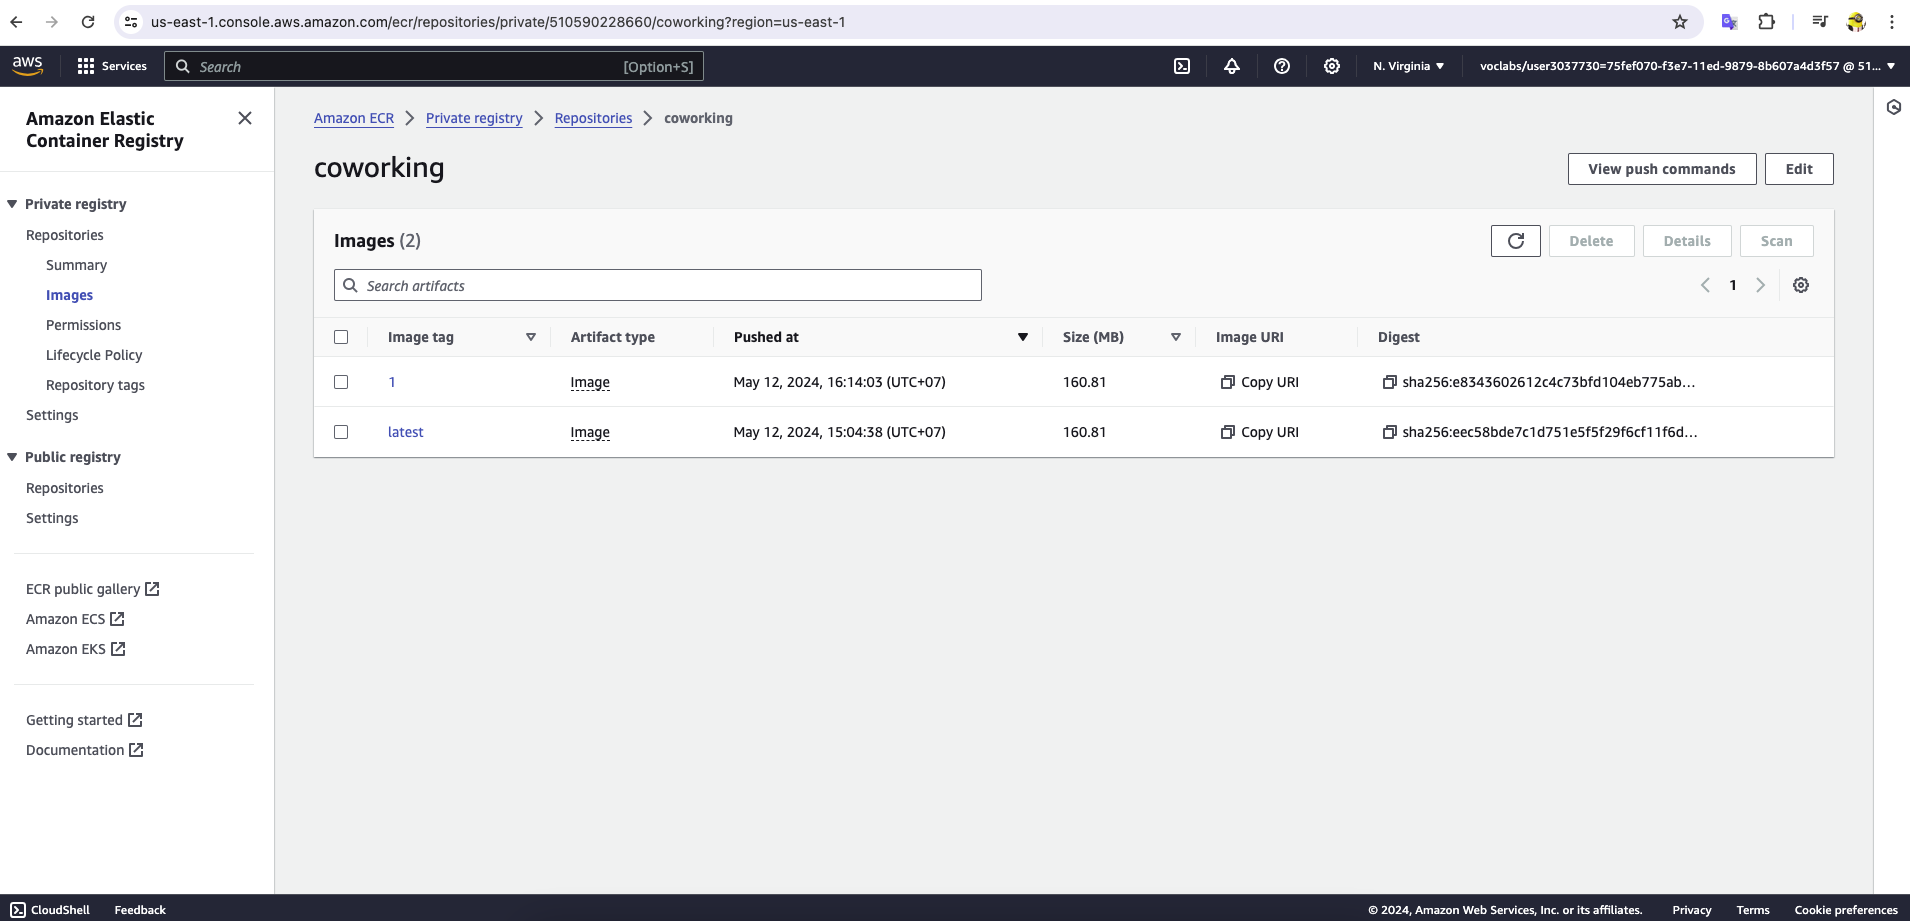 us-east-1.console.aws.amazon.com/ecr/repositories/private/510590228660/coworking?region=us-east-1
aws
Services
Search
[Option+S]
N. Virginia
voclabs/user3037730=75fef070-f3e7-11ed-9879-8b607a4d3f57 @ 51...
Amazon Elastic
Container Registry
Private registry
Repositories
Summary
Images
Permissions
Lifecycle Policy
Repository tags
Settings
Public registry
Repositories
Settings
ECR public gallery
Amazon ECS
Amazon EKS
Getting started
Documentation
Amazon ECR
Private registry
Repositories
coworking
coworking
View push commands
Edit
Images (2)
Delete
Details
Scan
Search artifacts
1
Image tag
Artifact type
Pushed at
Size (MB)
Image URI
Digest
1
Image
May 12, 2024, 16:14:03 (UTC+07)
160.81
Copy URI
sha256:e8343602612c4c73bfd104eb775ab...
latest
Image
May 12, 2024, 15:04:38 (UTC+07)
160.81
Copy URI
sha256:eec58bde7c1d751e5f5f29f6cf11f6d...
CloudShell
Feedback
© 2024, Amazon Web Services, Inc. or its affiliates.
Privacy
Terms
Cookie preferences